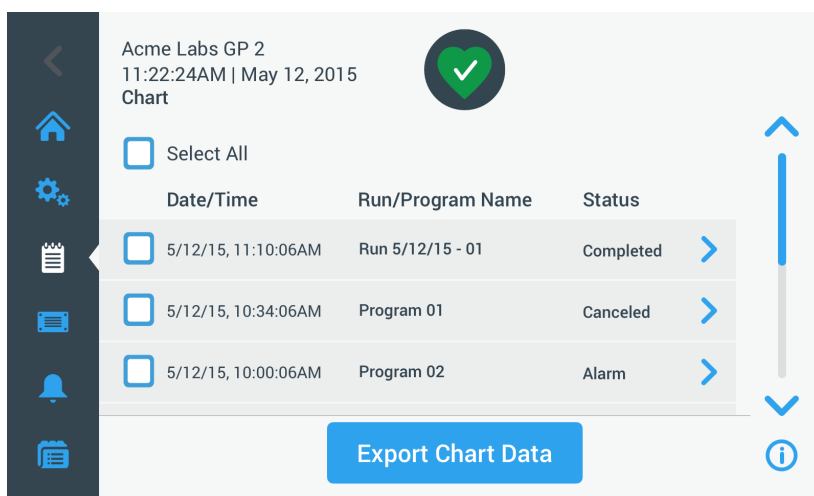 Acme Labs GP 2
11:22:24AM | May 12, 2015
Chart
Select All
Date/Time Run/Program Name Status
5/12/15, 11:10:06AM Run 5/12/15 - 01 Completed
5/12/15, 10:34:06AM Program 01 Canceled
5/12/15, 10:00:06AM Program 02 Alarm
Export Chart Data